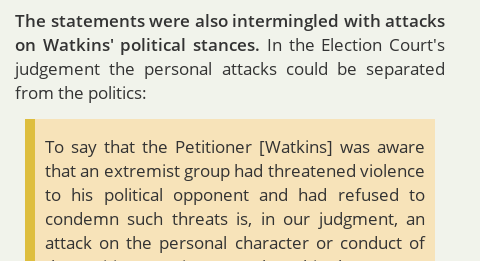 The statements were also intermingled with attacks
on Watkins' political stances. In the Election Court's
judgement the personal attacks could be separated
from the politics:
To say that the Petitioner [Watkins] was aware
that an extremist group had threatened violence
to his political opponent and had refused to
condemn such threats is, in our judgment, an
attack on the personal character or conduct of